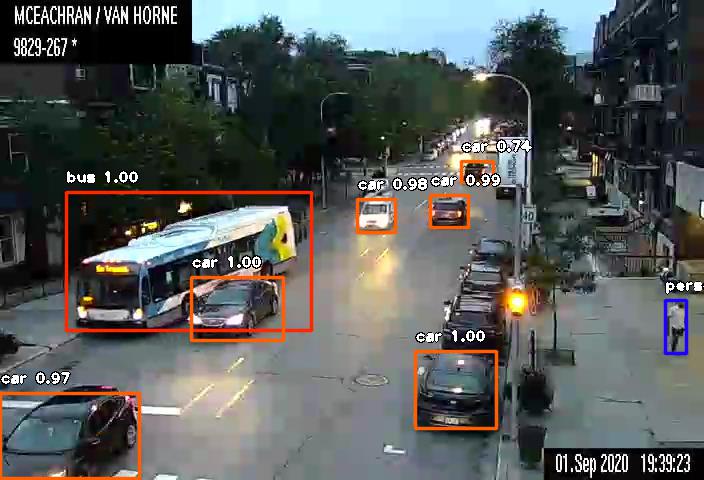 MCEACHRAN / VAN HORNE
9829-267 *
car 0.74
bus 1.00
car 0.98
car 0.99
car 1.00
pers
car 1.00
car 0.97
40
01.Sep 2020 19:39:23